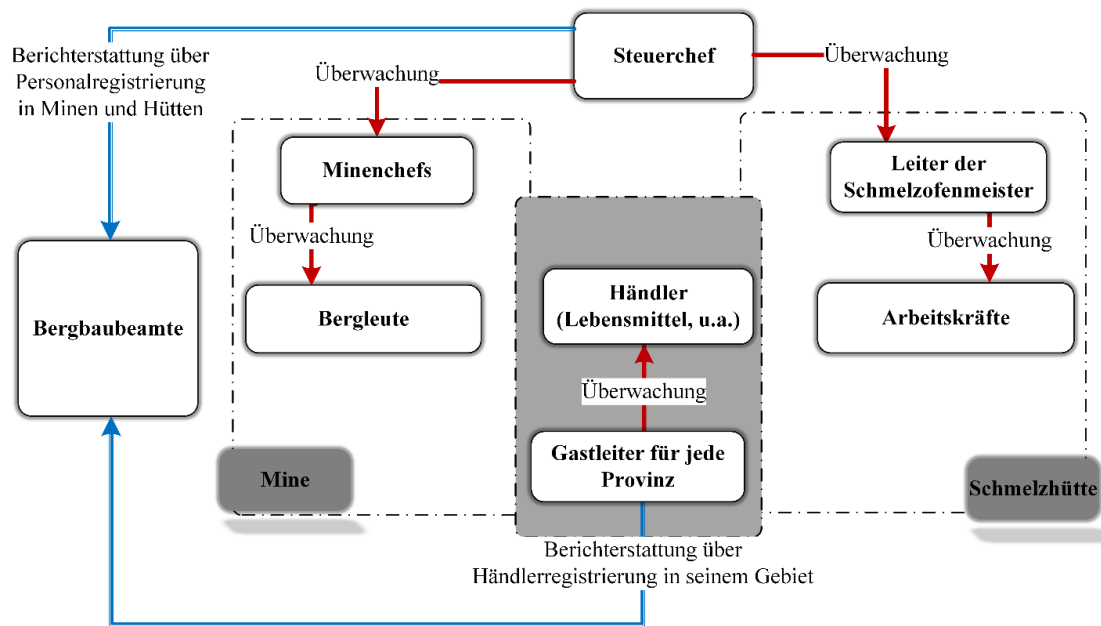 Berichterstattung über
Personalregistrierung
in Minen und Hütten
Steuerchef
Überwachung
Überwachung
Minenchefs
Leiter der
Schmelzofenmeister
Überwachung
Überwachung
Bergbaubeamte
Bergleute
Händler
(Lebensmittel, u.a.)
Arbeitskräfte
Überwachung
Gastleiter für jede
Provinz
Mine
Schmelzhütte
Berichterstattung über
Händlerregistrierung in seinem Gebiet